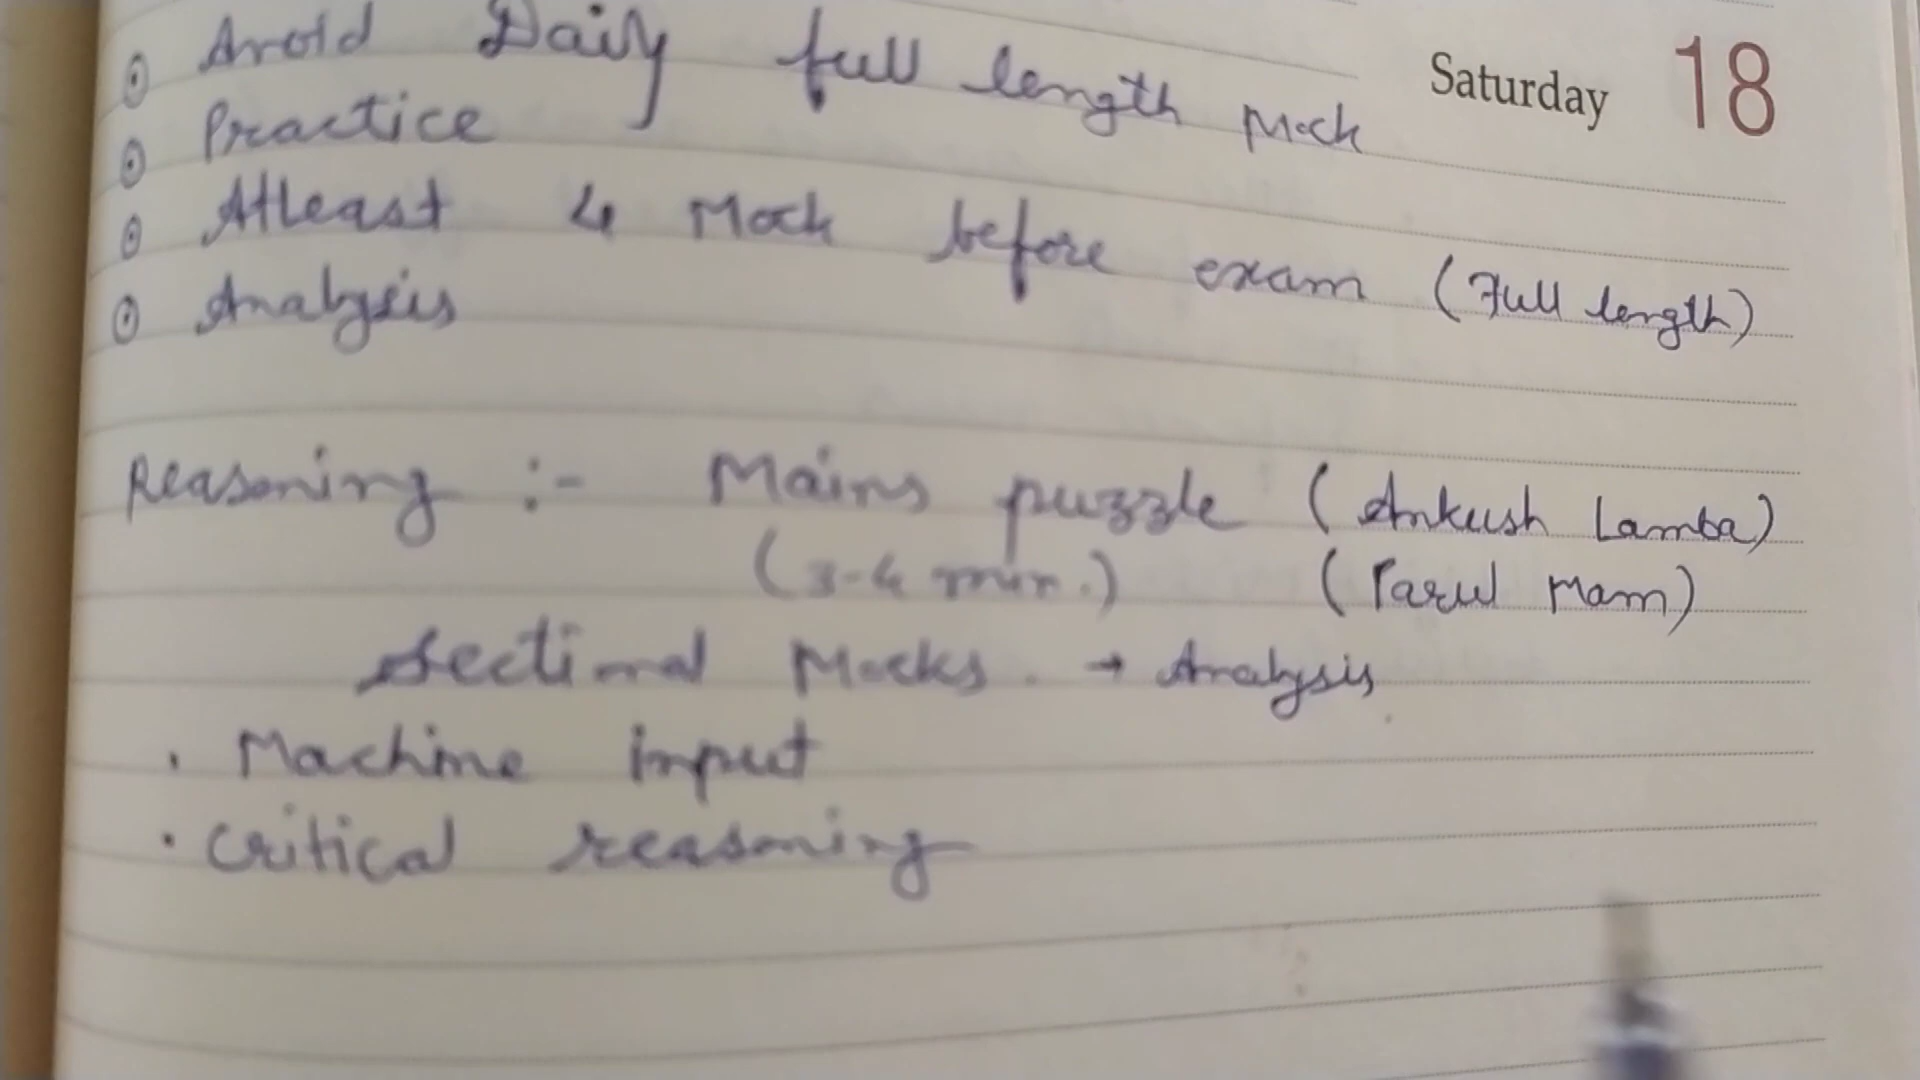 Saturday 18
Avoid Daily full length Mock
Practice
Atleast 4 Mock before exam (Full length)
Analysis
Reasoning :- Mains puzzle (Ankush Lamba)
(3-4 min.) (Parul Mam)
Sectional Mocks. → Analysis
. Machine input
. Critical reasoning